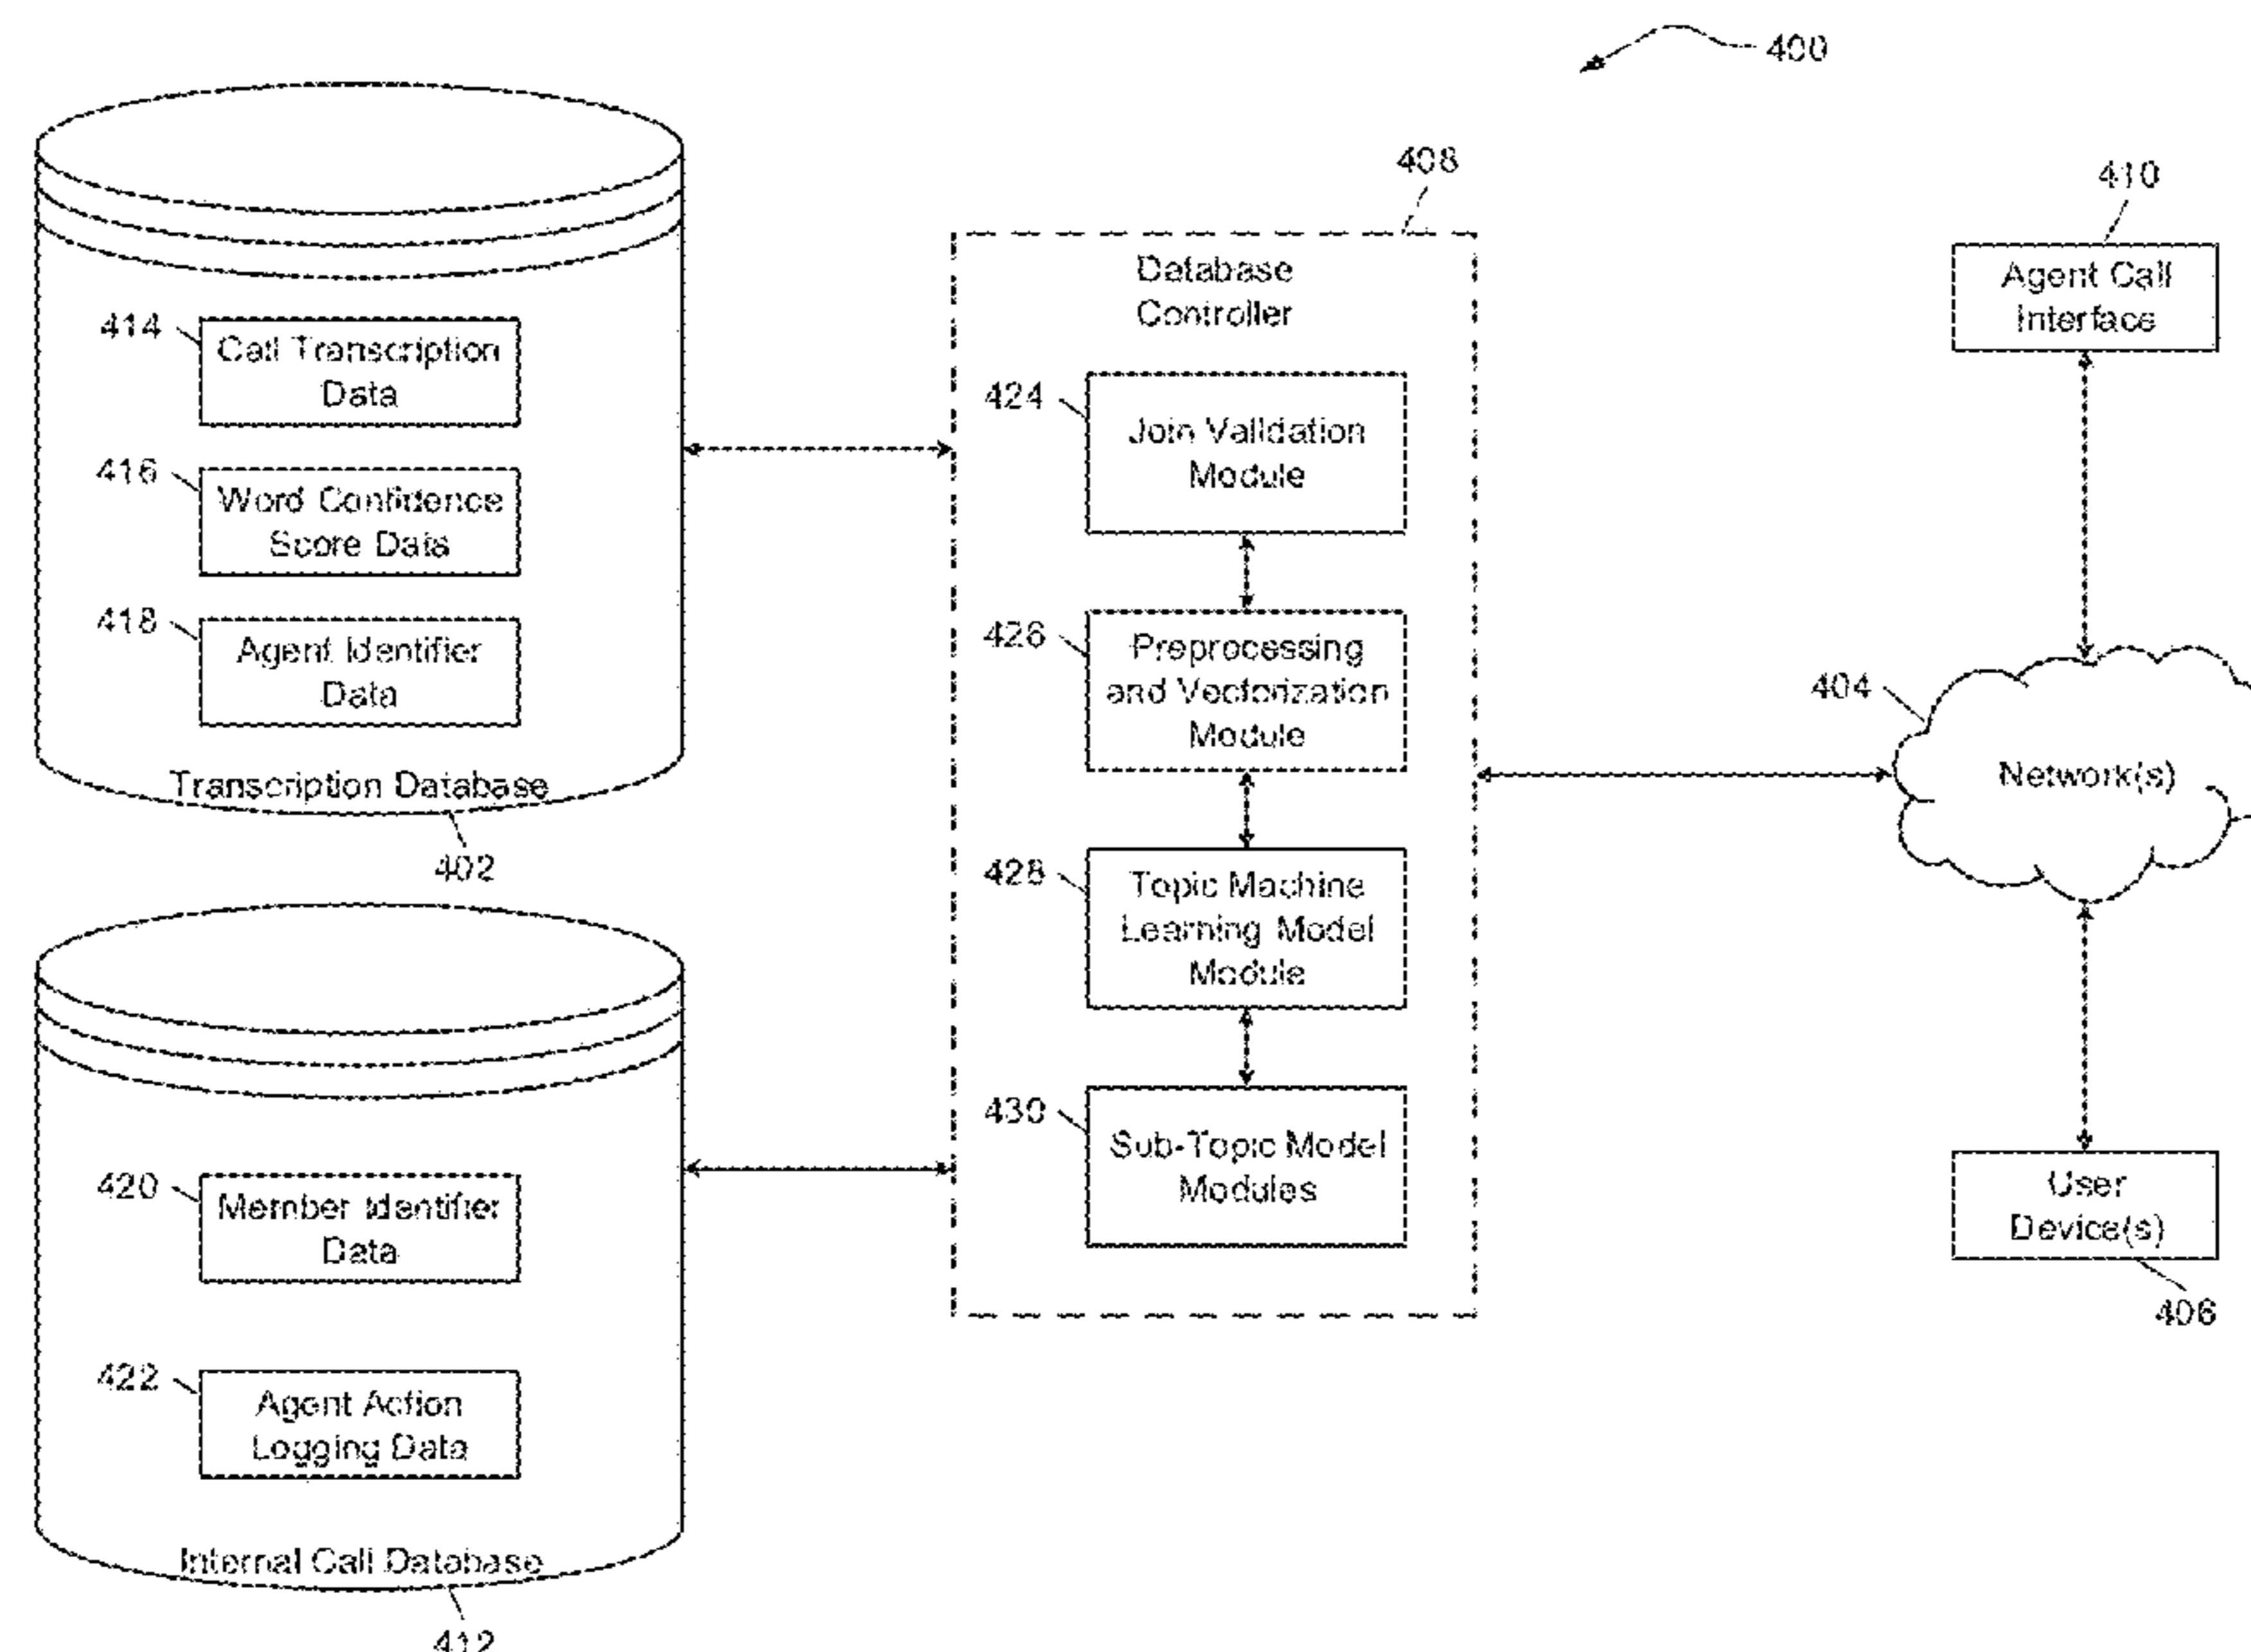 400
408
410
Database
Controller
Agent Call
Interface
414
Call Transcription
Data
424
Join Validation
Module
416
Word Confidence
Score Data
418
Agent Identifier
Data
426
Preprocessing
and Vectorization
Module
404
Network(s)
Transcription Database
402
428
Topic Machine
Learning Model
Module
430
Sub-Topic Model
Modules
420
Member Identifier
Data
User
Device(s)
406
422
Agent Action
Logging Data
Internal Call Database
412